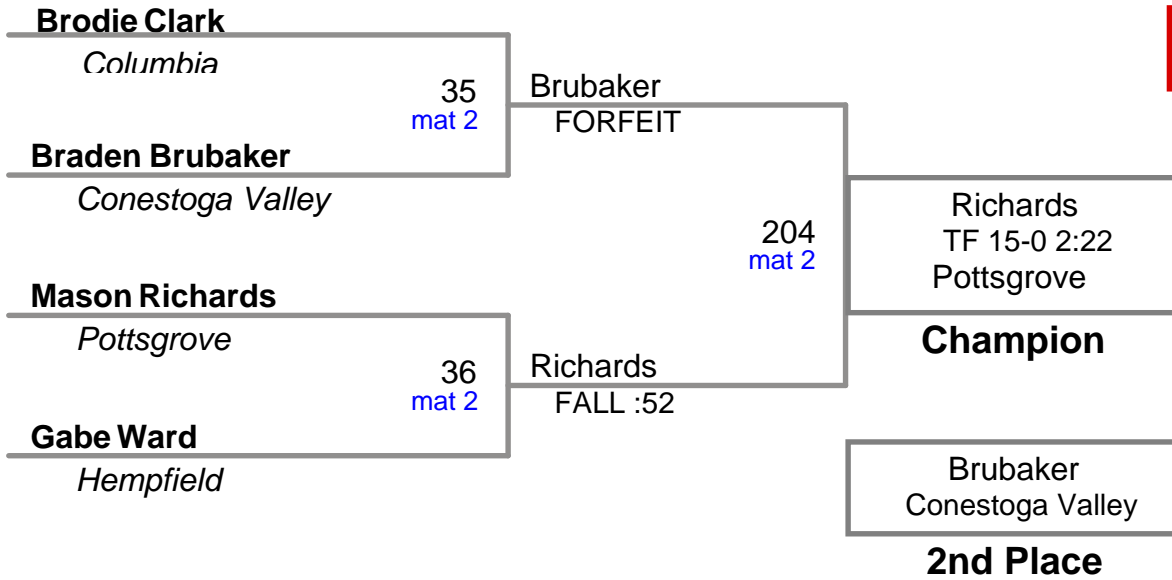 Brodie Clark
Columbia
35
mat 2
Brubaker
FORFEIT
Braden Brubaker
Conestoga Valley
204
mat 2
Richards
TF 15-0 2:22
Pottsgrove
Champion
Mason Richards
Pottsgrove
36
mat 2
Richards
FALL :52
Gabe Ward
Hempfield
Brubaker
Conestoga Valley
2nd Place